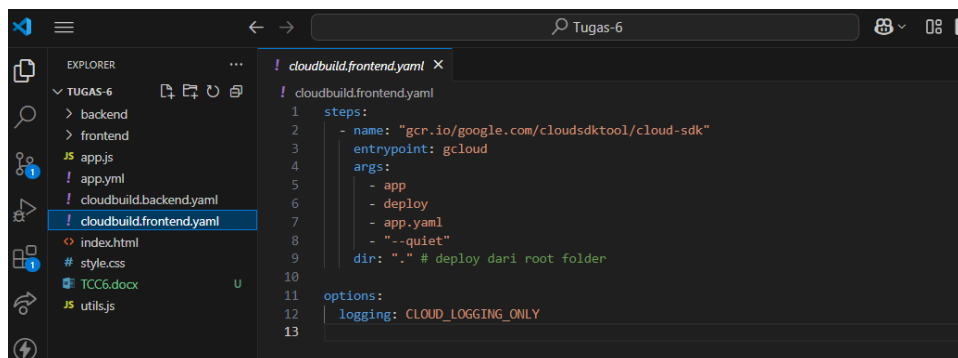 Tugas-6
EXPLORER
TUGAS-6
backend
frontend
JS app.js
! app.yml
! cloudbuild.backend.yaml
! cloudbuild.frontend.yaml
<> index.html
# style.css
TCC6.docx U
JS utils.js
1
1
! cloudbuild.frontend.yaml
! cloudbuild.frontend.yaml
1 steps:
2 - name: "gcr.io/google.com/cloudsdktool/cloud-sdk"
3 entrypoint: gcloud
4 args:
5 - app
6 - deploy
7 - app.yaml
8 - "--quiet"
9 dir: "." # deploy dari root folder
10
11 options:
12 logging: CLOUD_LOGGING_ONLY
13